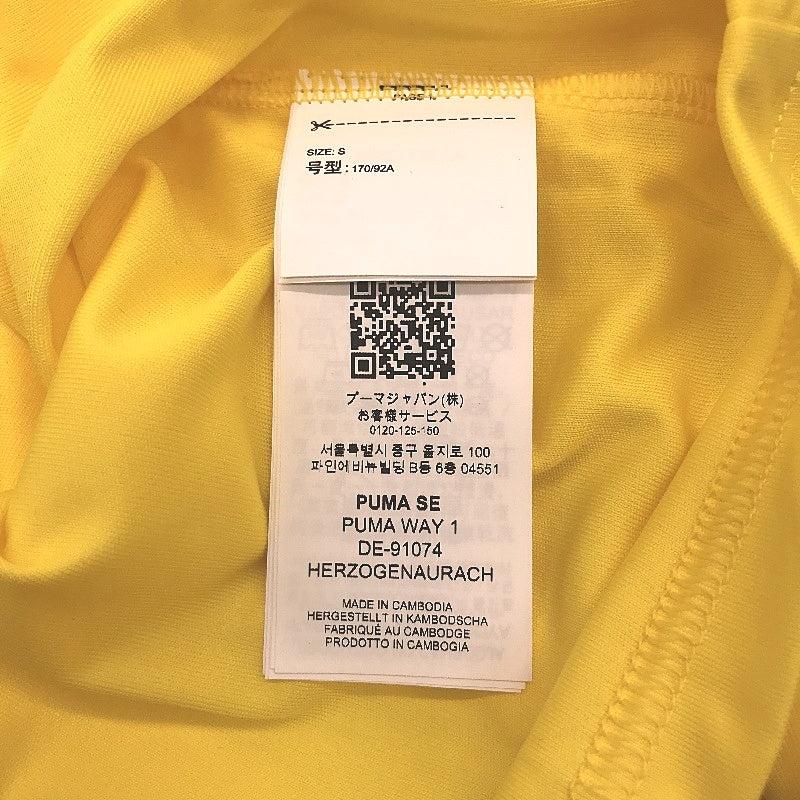 SIZE: S
号型: 170/92A
プーマジャパン(株)
お客様サービス
0120-125-150
서울특별시 중구 을지로 100
파인에비뉴빌딩 B동 6층 04551
PUMA SE
PUMA WAY 1
DE-91074
HERZOGENAURACH
MADE IN CAMBODIA
HERGESTELLT IN KAMBODSCHA
FABRIQUÉ AU CAMBODGE
PRODOTTO IN CAMBOGIA